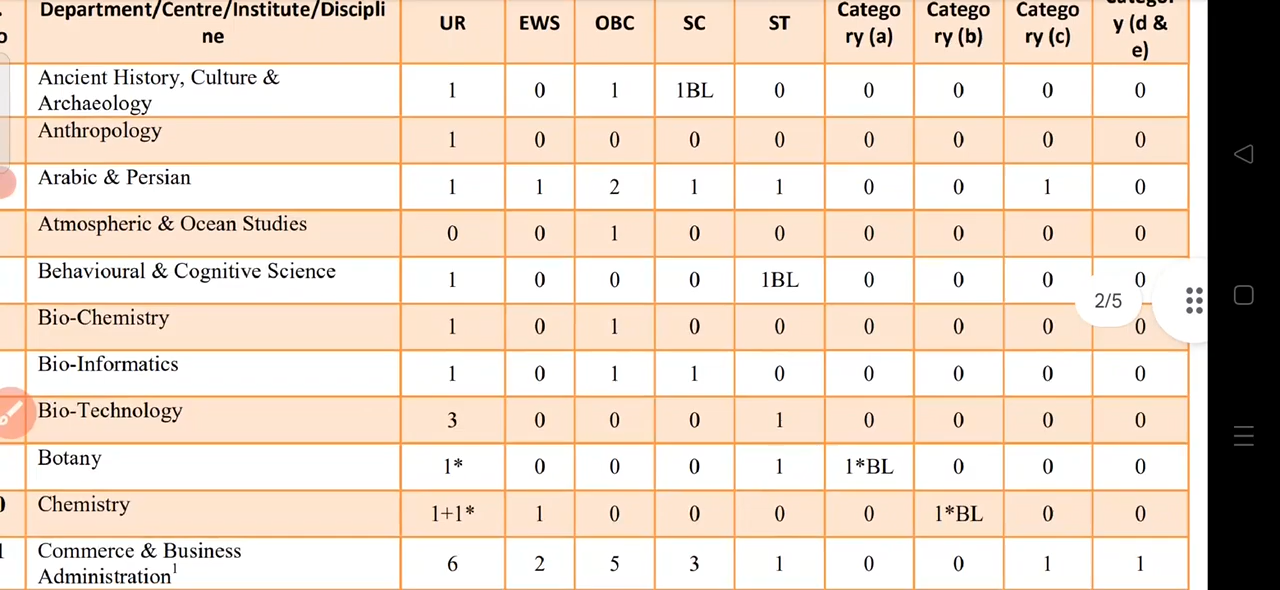 Department/Centre/Institute/Discipli
ne
UR
EWS
OBC
SC
ST
Catego
ry (a)
Catego
ry (b)
Catego
ry (c)
y (d &
e)
Ancient History, Culture &
Archaeology
1 0 1 1BL 0 0 0 0 0
Anthropology
1 0 0 0 0 0 0 0 0
Arabic & Persian
1 1 2 1 1 0 0 1 0
Atmospheric & Ocean Studies
0 0 1 0 0 0 0 0 0
Behavioural & Cognitive Science
1 0 0 0 1BL 0 0 0 0
2/5
Bio-Chemistry
1 0 1 0 0 0 0 0 0
Bio-Informatics
1 0 1 1 0 0 0 0 0
Bio-Technology
3 0 0 0 1 0 0 0 0
Botany
1* 0 0 0 1 1*BL 0 0 0
Chemistry
1+1* 1 0 0 0 0 1*BL 0 0
Commerce & Business
Administration¹
6 2 5 3 1 0 0 1 1